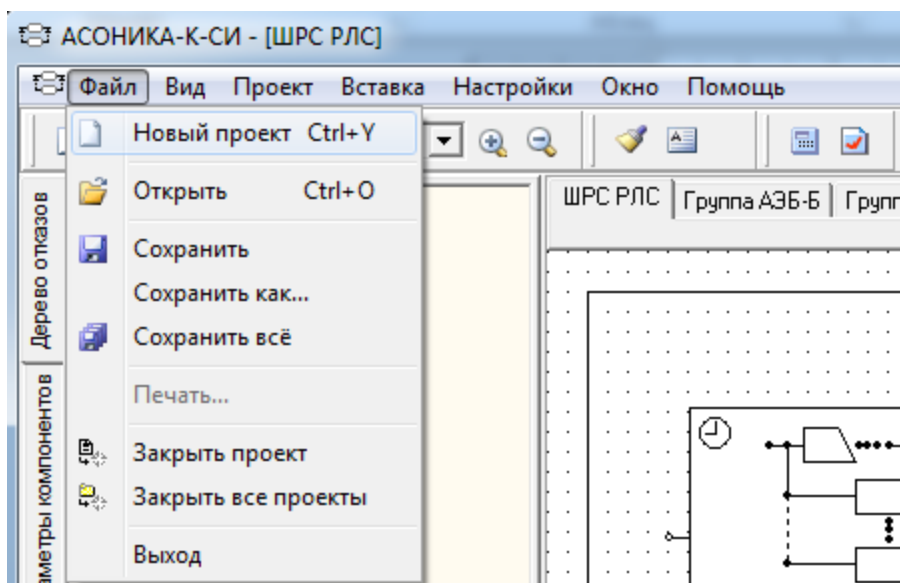 АСОНИКА-К-СИ - [ШРС РЛС]
Файл Вид Проект Вставка Настройки Окно Помощь
Новый проект Ctrl+Y
Открыть Ctrl+O
Сохранить
Сохранить как...
Сохранить всё
Печать...
Закрыть проект
Закрыть все проекты
Выход
Дерево отказов
компонентов
ШРС РЛС Группа АЭБ-Б